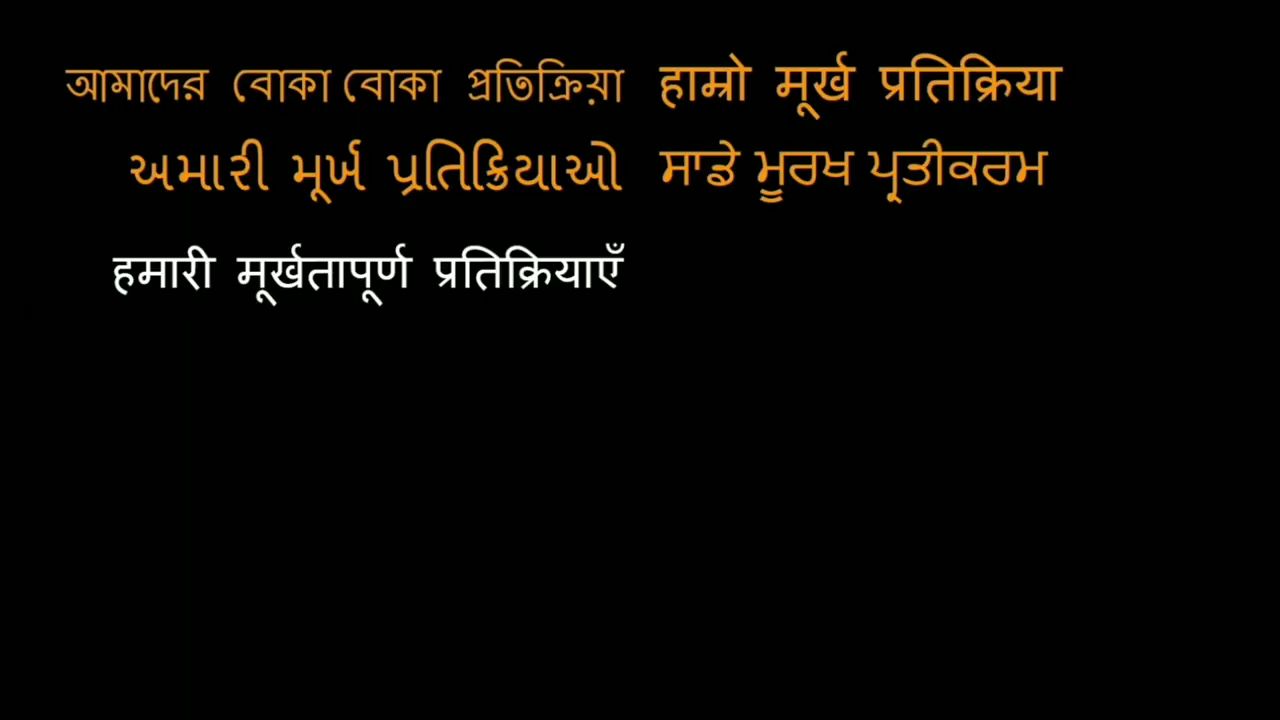 আমাদের বোকা বোকা প্রতিক্রিয়া हाम्रो मूर्ख प्रतिक्रिया
અમારી મૂર્ખ પ્રતિક્રિયાઓ ਸਾਡੇ ਮੂਰਖ ਪ੍ਰਤੀਕਰਮ
हमारी मूर्खतापूर्ण प्रतिक्रियाएँ